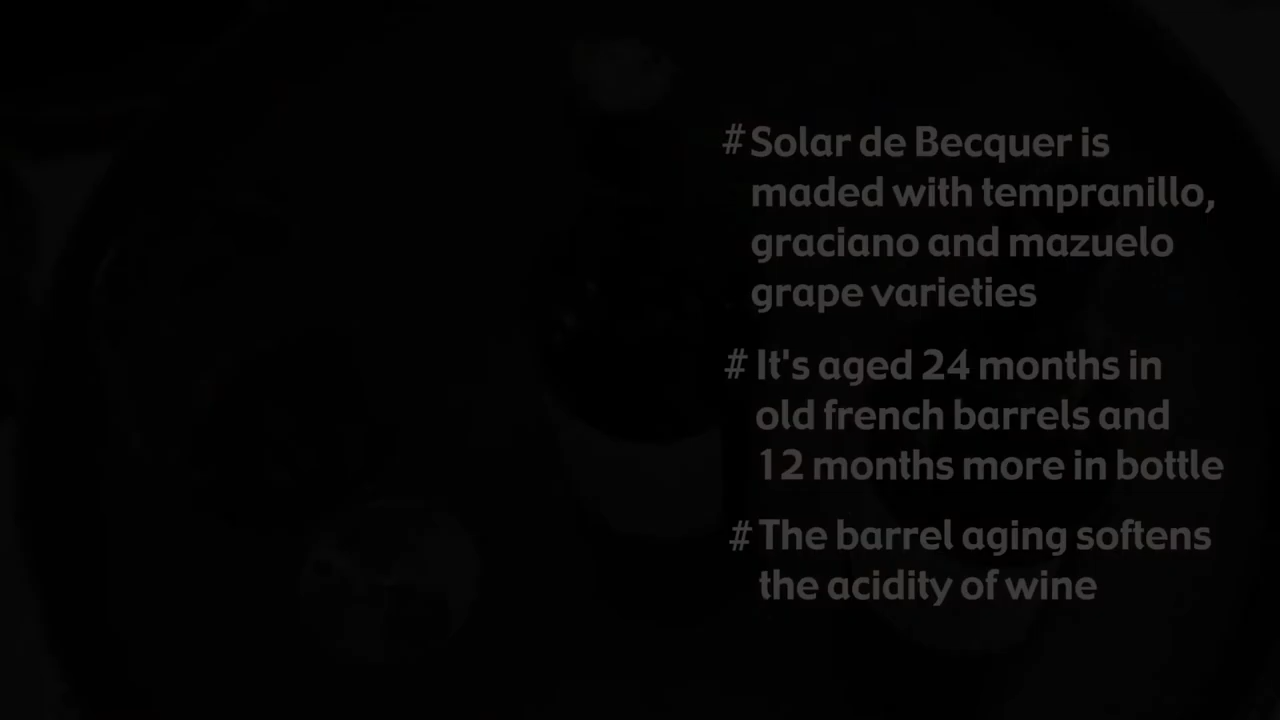 # Solar de Becquer is
maded with tempranillo,
graciano and mazuelo
grape varieties
# It's aged 24 months in
old french barrels and
12 months more in bottle
# The barrel aging softens
the acidity of wine